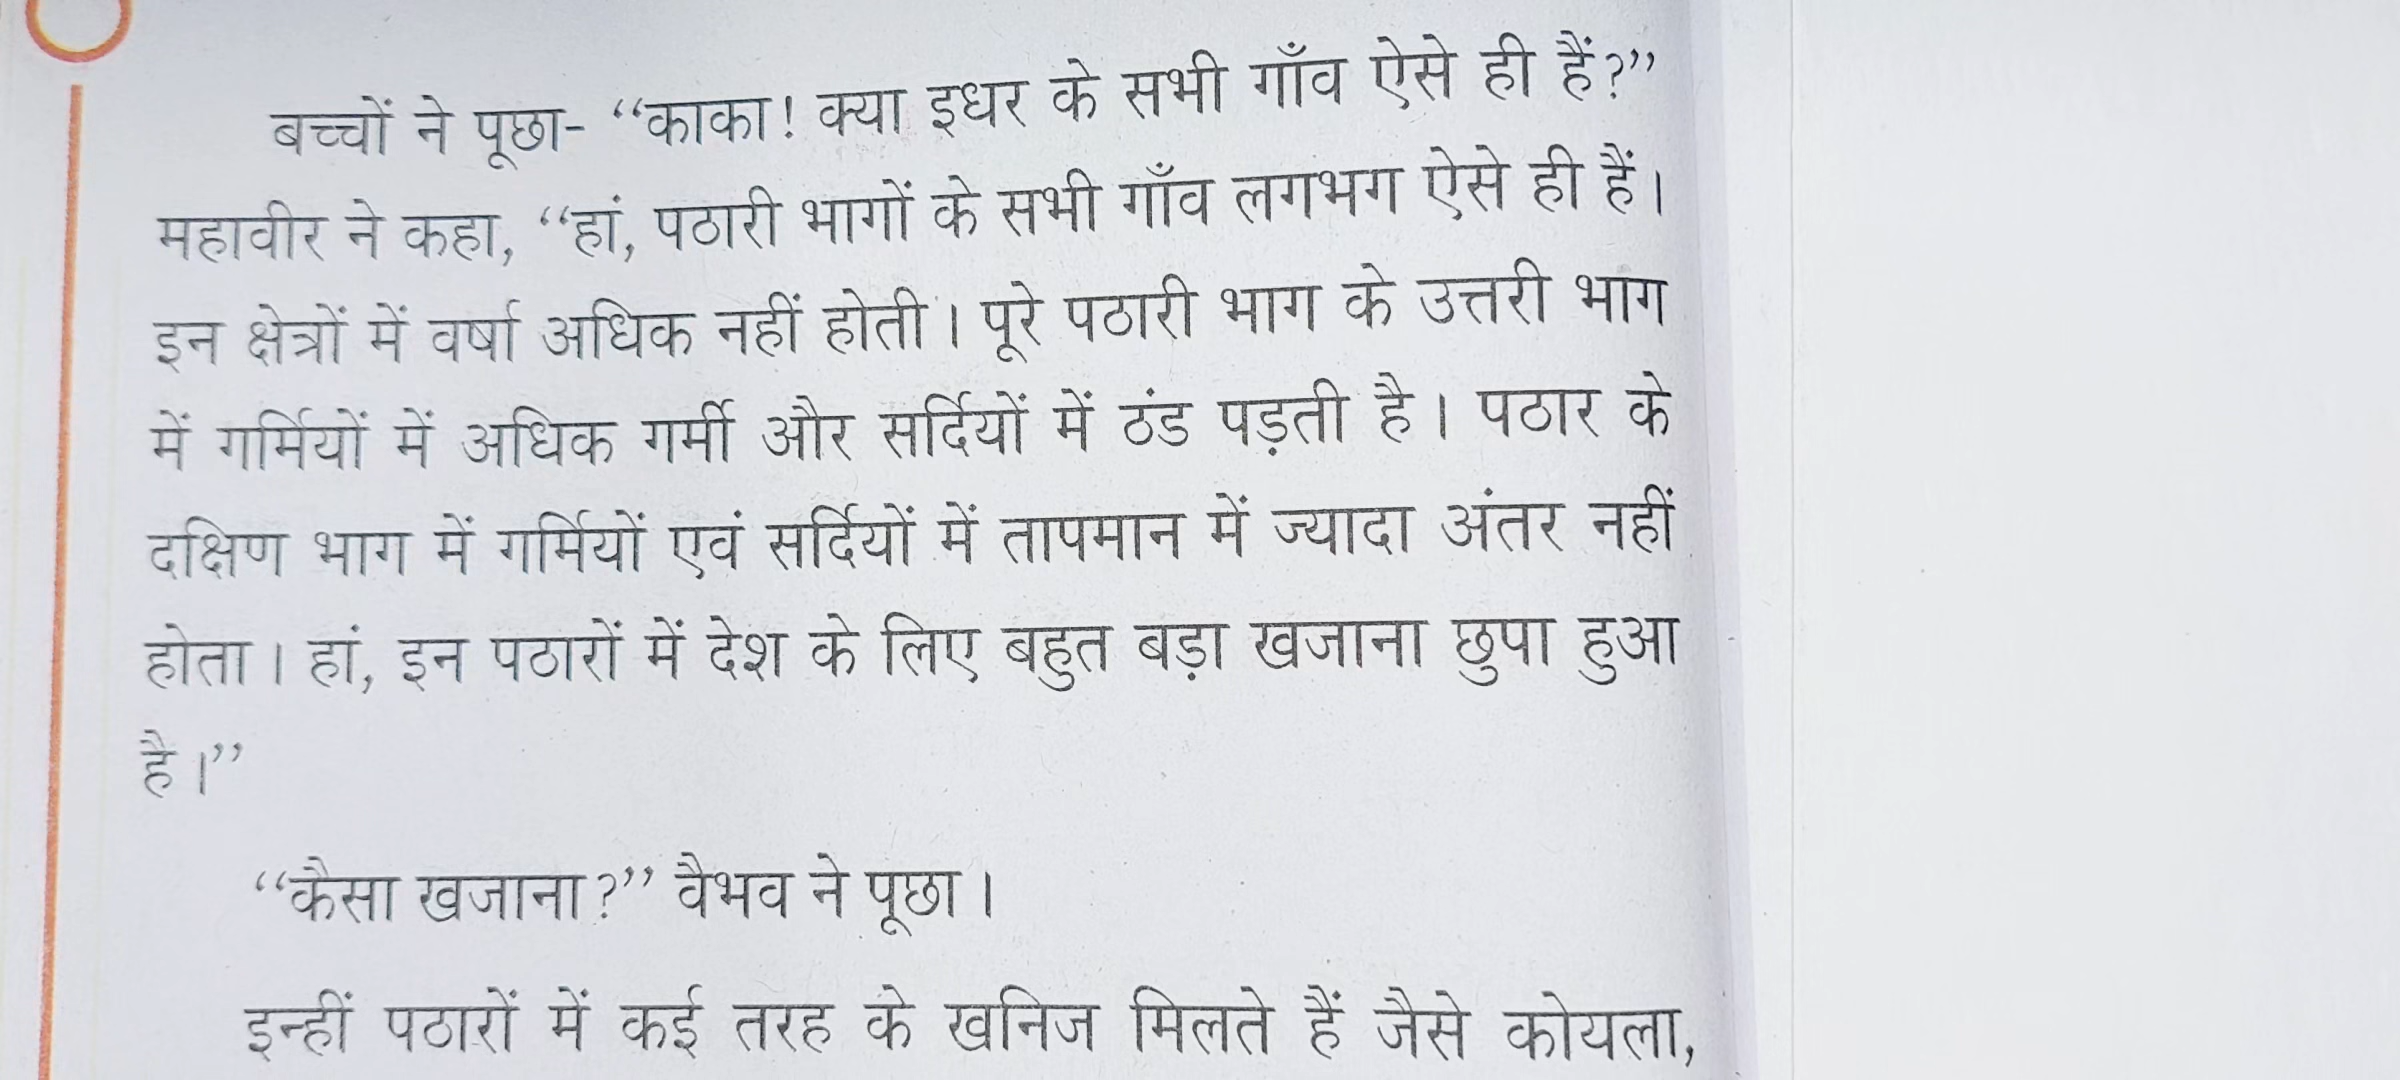 बच्चों ने पूछा- ‘‘काका! क्या इधर के सभी गाँव ऐसे ही हैं?’’
महावीर ने कहा, ‘‘हां, पठारी भागों के सभी गाँव लगभग ऐसे ही हैं।
इन क्षेत्रों में वर्षा अधिक नहीं होती। पूरे पठारी भाग के उत्तरी भाग
में गर्मियों में अधिक गर्मी और सर्दियों में ठंड पड़ती है। पठार के
दक्षिण भाग में गर्मियों एवं सर्दियों में तापमान में ज्यादा अंतर नहीं
होता। हां, इन पठारों में देश के लिए बहुत बड़ा खजाना छुपा हुआ
है।’’
‘‘कैसा खजाना?’’ वैभव ने पूछा।
इन्हीं पठारों में कई तरह के खनिज मिलते हैं जैसे कोयला,